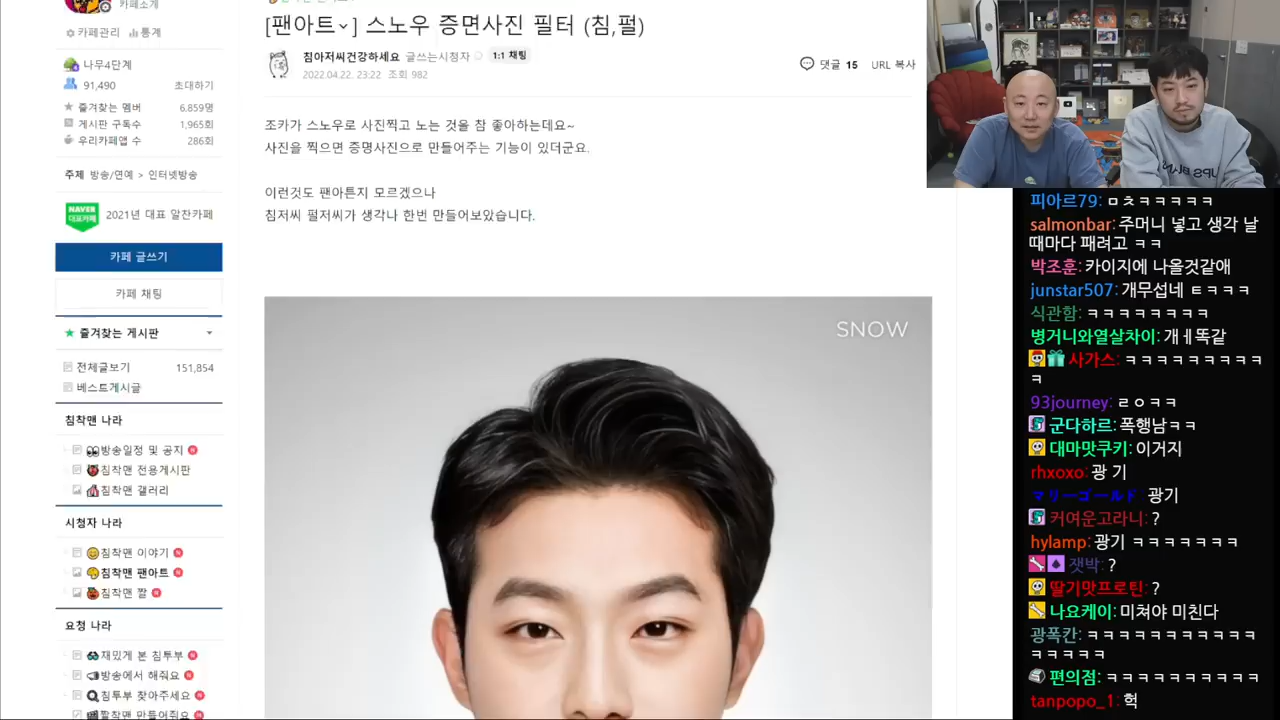 카페소개
카페관리 통계
나무4단계
91,490 초대하기
즐겨찾는 멤버 6,859명
게시판 구독수 1,965회
우리카페앱 수 286회
주제 방송/연예 > 인터넷방송
NAVER 대표카페 2021년 대표 알찬카페
카페 글쓰기
카페 채팅
즐겨찾는 게시판
전체글보기 151,854
베스트게시글
침착맨 나라
방송일정 및 공지 N
침착맨 전용게시판
침착맨 갤러리
시청자 나라
침착맨 이야기 N
침착맨 팬아트 N
침착맨 짤 N
요청 나라
재밌게 본 침투부 N
방송에서 해줘요 N
침투부 찾아주세요 N
짤착맨 만들어줘요 N
[팬아트] 스노우 증명사진 필터 (침,펄)
침아저씨건강하세요 글쓰는시청자 1:1 채팅
2022.04.22. 23:22 조회 982
댓글 15 URL 복사
조카가 스노우로 사진찍고 노는 것을 참 좋아하는데요~
사진을 찍으면 증명사진으로 만들어주는 기능이 있더군요.
이런것도 팬아튼지 모르겠으나
침저씨 펄저씨가 생각나 한번 만들어보았습니다.
SNOW
피아르79: ㅁㅊㅋㅋㅋㅋㅋ
salmonbar: 주머니 넣고 생각 날
때마다 패려고 ㅋㅋ
박조훈: 카이지에 나올것같애
junstar507: 개무섭네 ㅌㅋㅋㅋ
식관함: ㅋㅋㅋㅋㅋㅋㅋㅋ
병거니와열살차이: 개ㅔ똑같
사가스: ㅋㅋㅋㅋㅋㅋㅋㅋㅋ
ㅋ
93journey: ㄹㅇㅋㅋ
군다하르: 폭행남ㅋㅋ
대마맛쿠키: 이거지
rhxoxo: 광 기
マリーゴールド: 광기
커여운고라니: ?
hylamp: 광기 ㅋㅋㅋㅋㅋㅋㅋ
잿박: ?
딸기맛프로틴: ?
나요케이: 미쳐야 미친다
광폭칸: ㅋㅋㅋㅋㅋㅋㅋㅋㅋㅋㅋ
ㅋㅋㅋㅋㅋ
편의점: ㅋㅋㅋㅋㅋㅋㅋㅋㅋㅋ
tanpopo_1: 헉